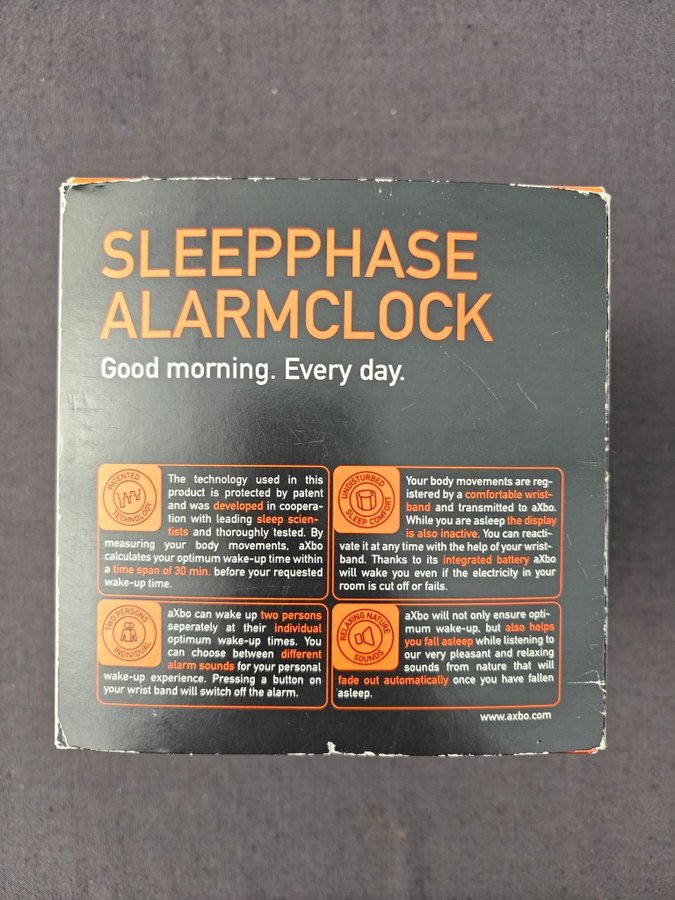 SLEEPPHASE
ALARMCLOCK
Good morning. Every day.
PATENTED
TECHNOLOGY
The technology used in this
product is protected by patent
and was developed in coopera-
tion with leading sleep scien-
tists and thoroughly tested. By
measuring your body movements, aXbo
calculates your optimum wake-up time within
a time span of 30 min. before your requested
wake-up time.
UNDISTURBED
SLEEP COMFORT
Your body movements are reg-
istered by a comfortable wrist-
band and transmitted to aXbo.
While you are asleep the display
is also inactive. You can reacti-
vate it at any time with the help of your wrist-
band. Thanks to its integrated battery aXbo
will wake you even if the electricity in your
room is cut off or fails.
TWO PERSONS
INDIVIDUAL
aXbo can wake up two persons
seperately at their individual
optimum wake-up times. You
can choose between different
alarm sounds for your personal
wake-up experience. Pressing a button on
your wrist band will switch off the alarm.
RELAXING NATURE
SOUNDS
aXbo will not only ensure opti-
mum wake-up, but also helps
you fall asleep while listening to
our very pleasant and relaxing
sounds from nature that will
fade out automatically once you have fallen
asleep.
www.axbo.com